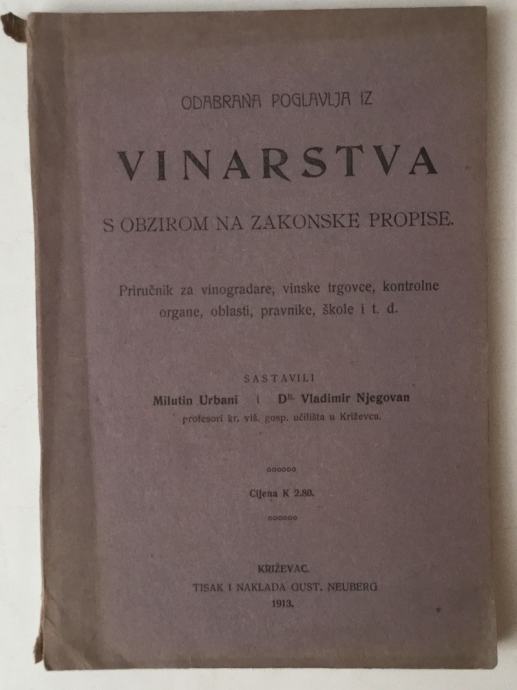 ODABRANA POGLAVLJA IZ
VINARSTVA
S OBZIROM NA ZAKONSKE PROPISE.
Priručnik za vinogradare, vinske trgovce, kontrolne
organe, oblasti, pravnike, škole i t. d.
SASTAVILI
Milutin Urbani i DR. Vladimir Njegovan
profesori kr. viš. gosp. učilišta u Križevcu.
Cijena K 2.80.
KRIŽEVAC.
TISAK I NAKLADA GUST. NEUBERG
1913.